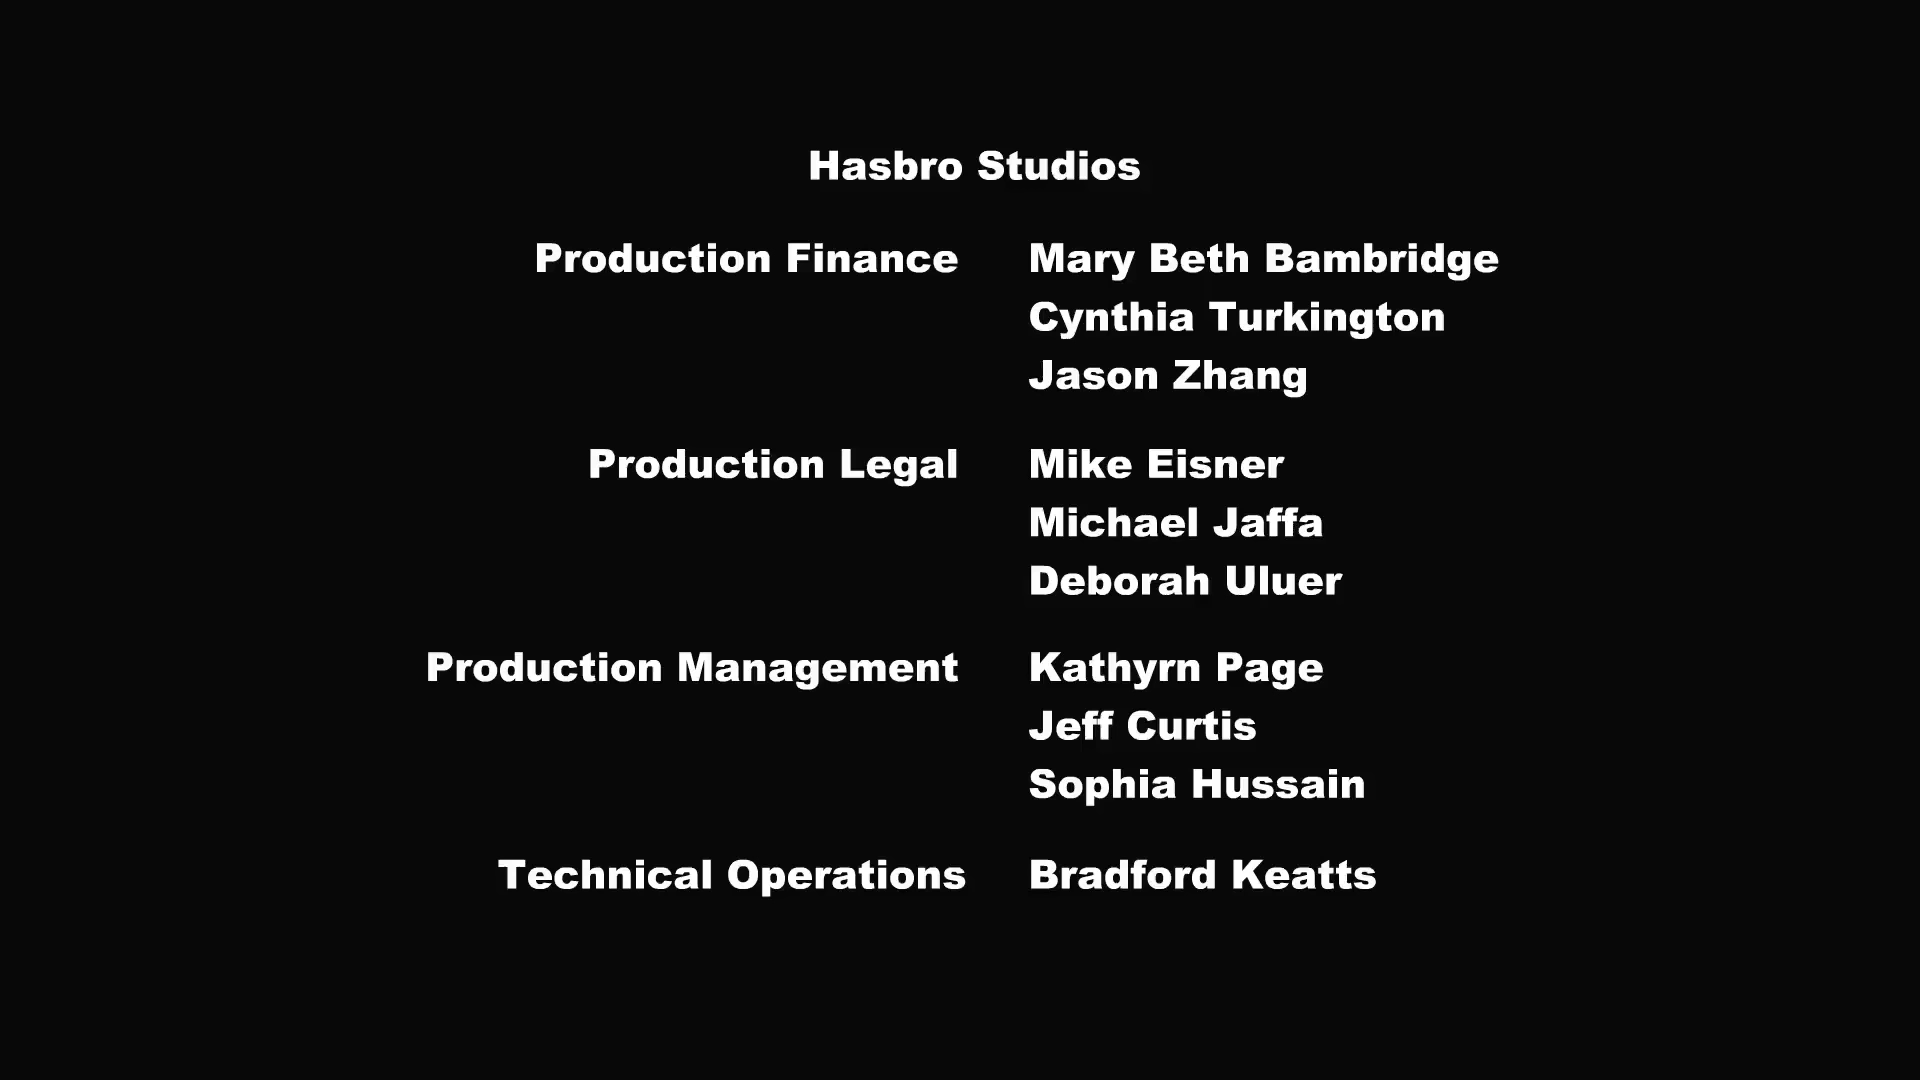 Hasbro Studios
Production Finance Mary Beth Bambridge
Cynthia Turkington
Jason Zhang
Production Legal Mike Eisner
Michael Jaffa
Deborah Uluer
Production Management Kathyrn Page
Jeff Curtis
Sophia Hussain
Technical Operations Bradford Keatts